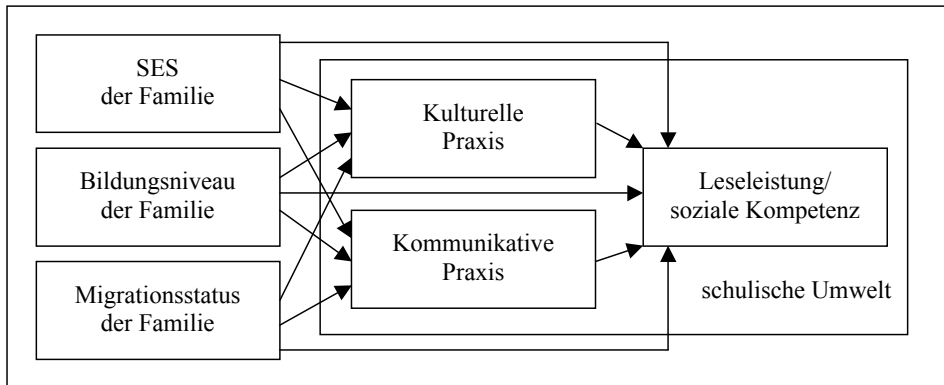 SES
der Familie
Bildungsniveau
der Familie
Migrationsstatus
der Familie
Kulturelle
Praxis
Kommunikative
Praxis
Leseleistung/
soziale Kompetenz
schulische Umwelt